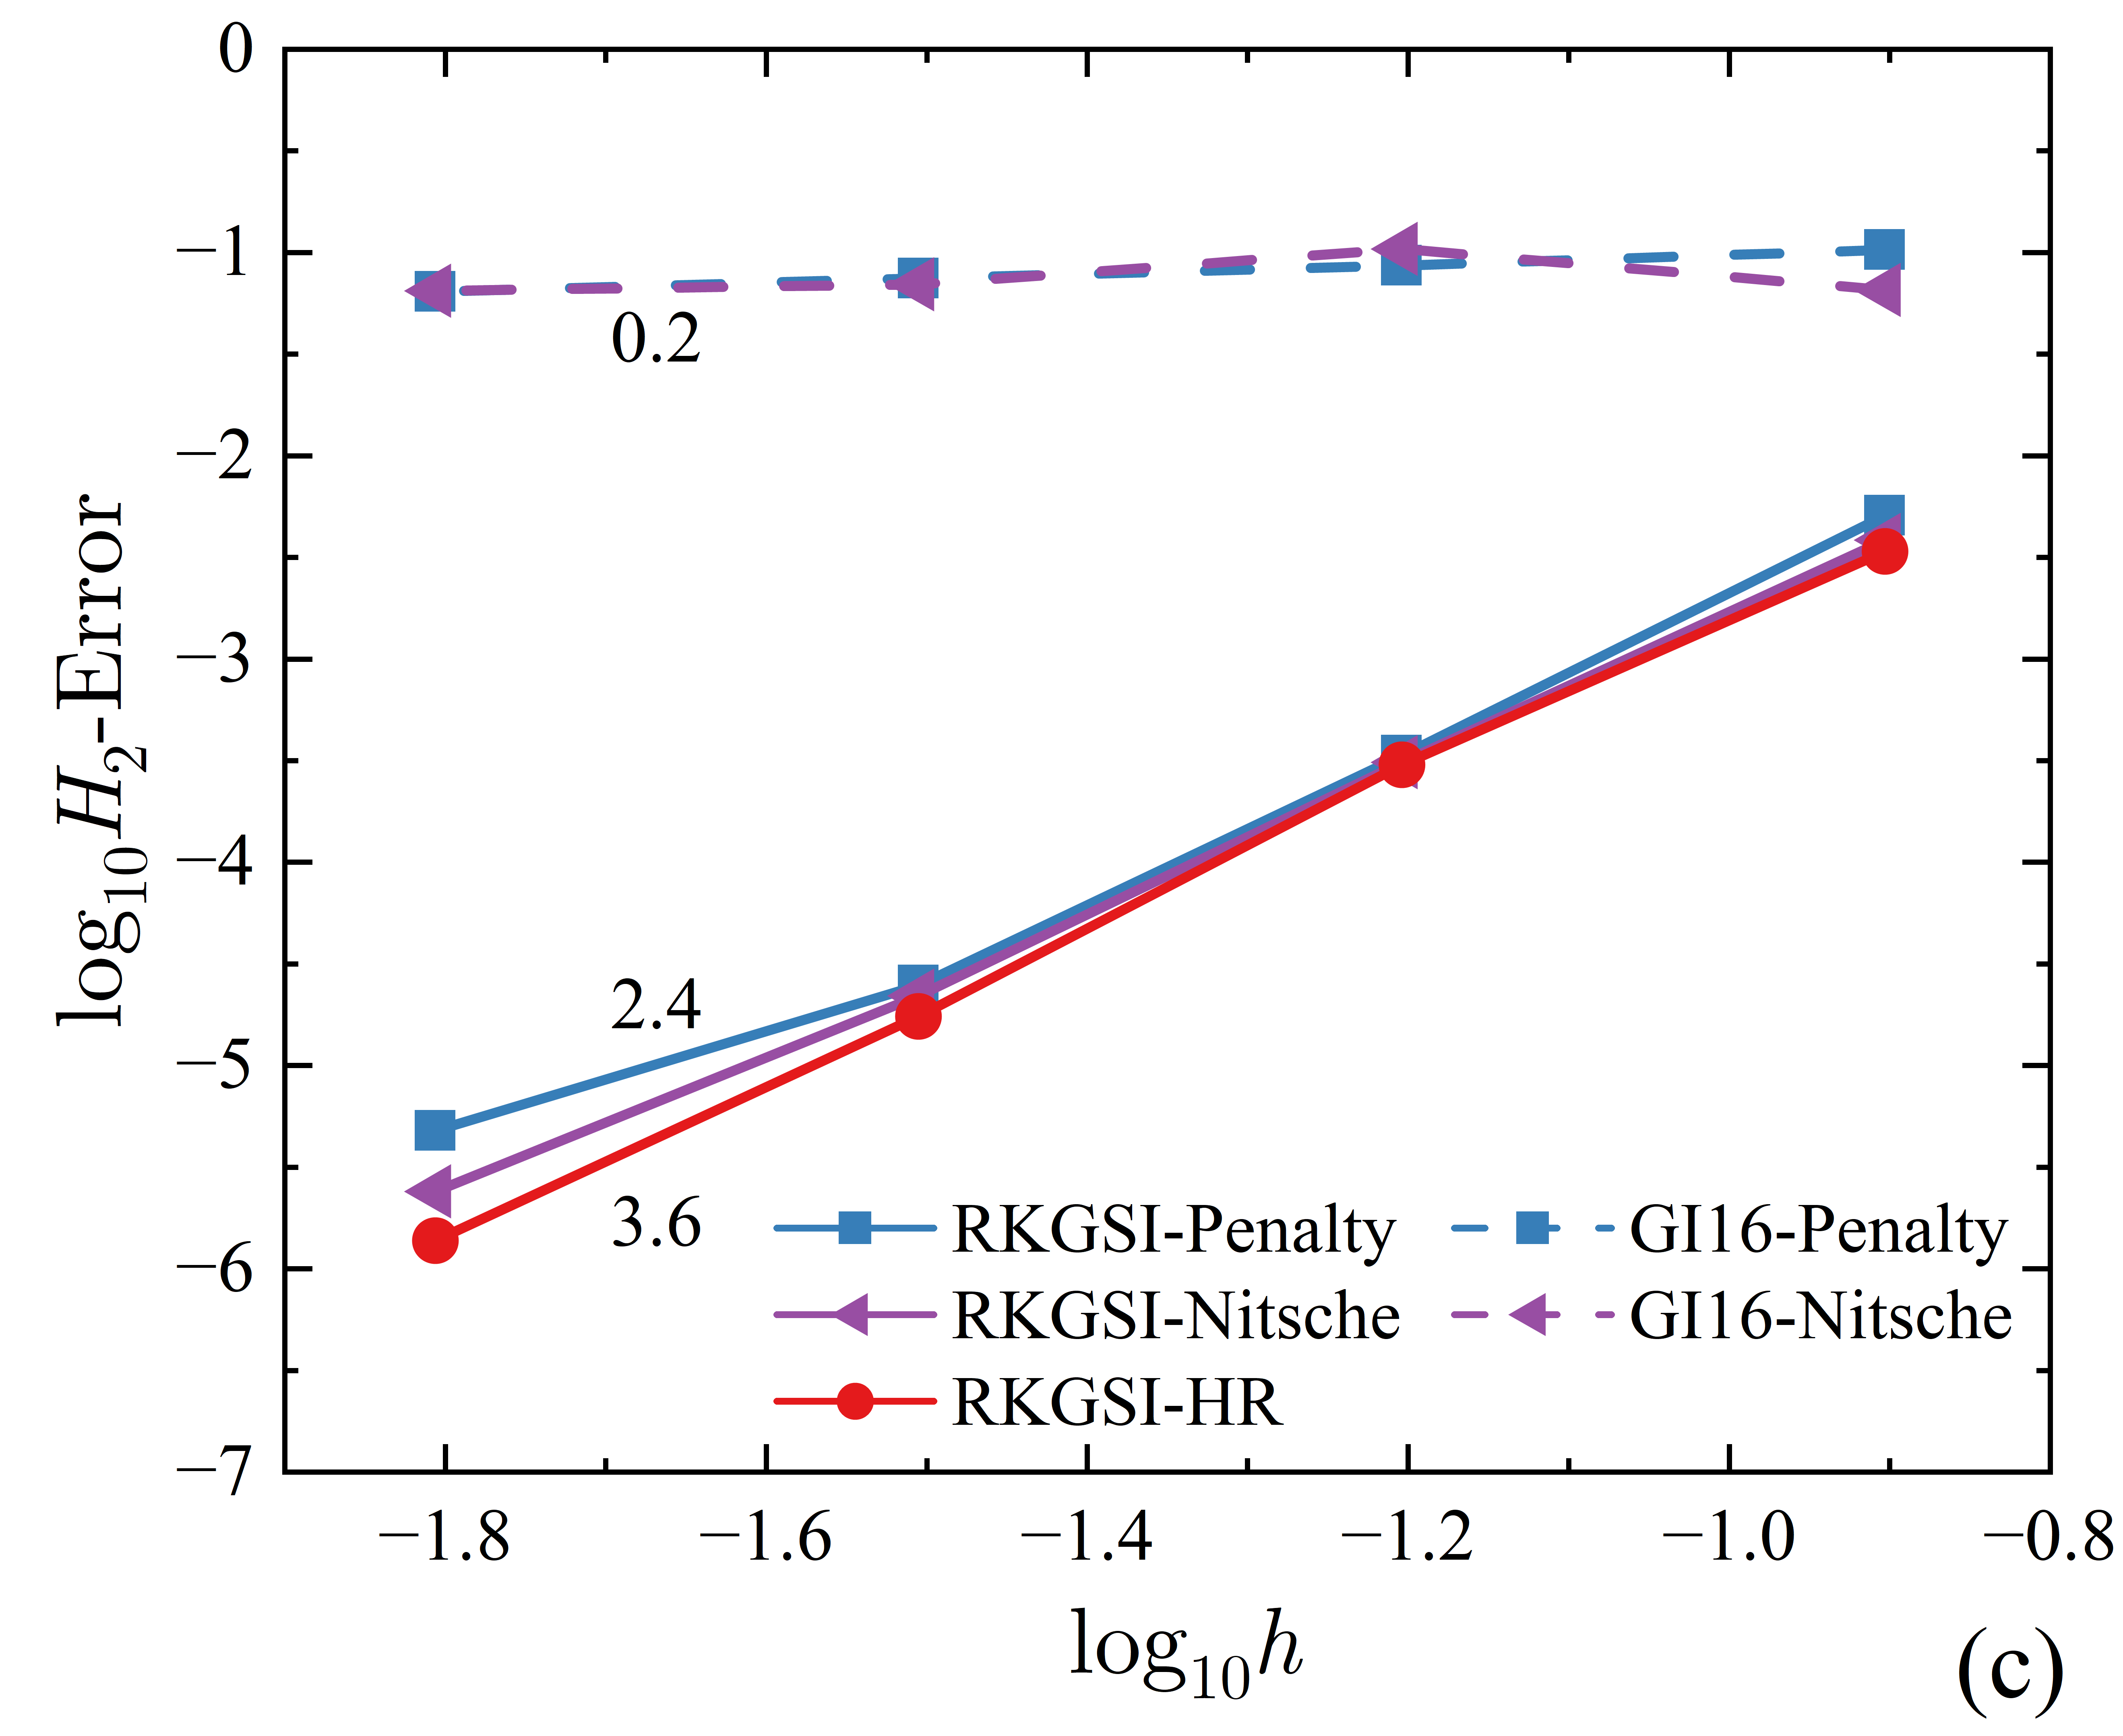 0
−1
−2
−3
−4
−5
−6
−7
log10H2-Error
0.2
2.4
3.6
RKGSI-Penalty GI16-Penalty
RKGSI-Nitsche GI16-Nitsche
RKGSI-HR
−1.8 −1.6 −1.4 −1.2 −1.0 −0.8
log10h
(c)